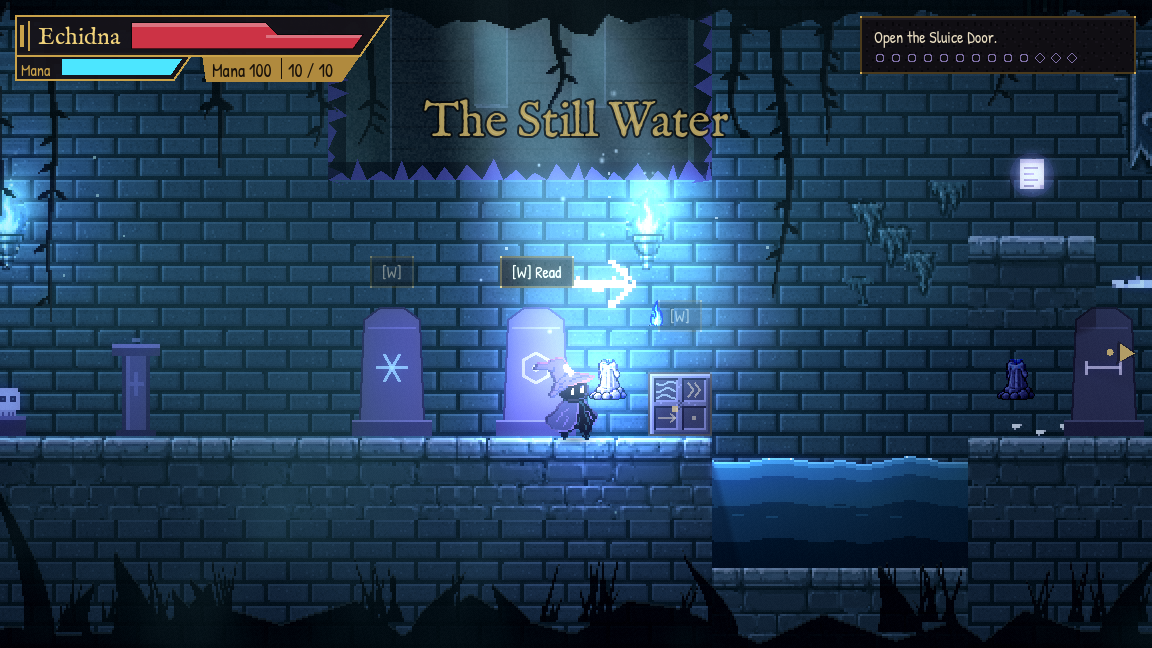 Echidna
Mana
Mana 100 10 / 10
Open the Sluice Door.
The Still Water
[W]
[W] Read
[W]